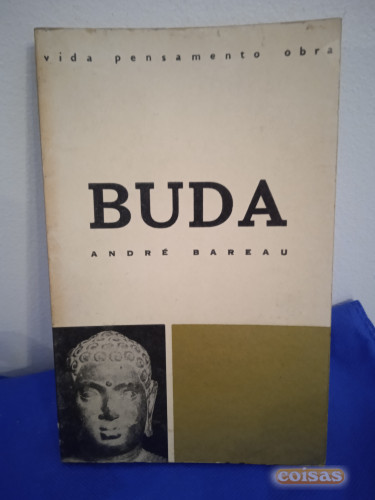 vida pensamento obra
BUDA
ANDRÉ BAREAU
coisas